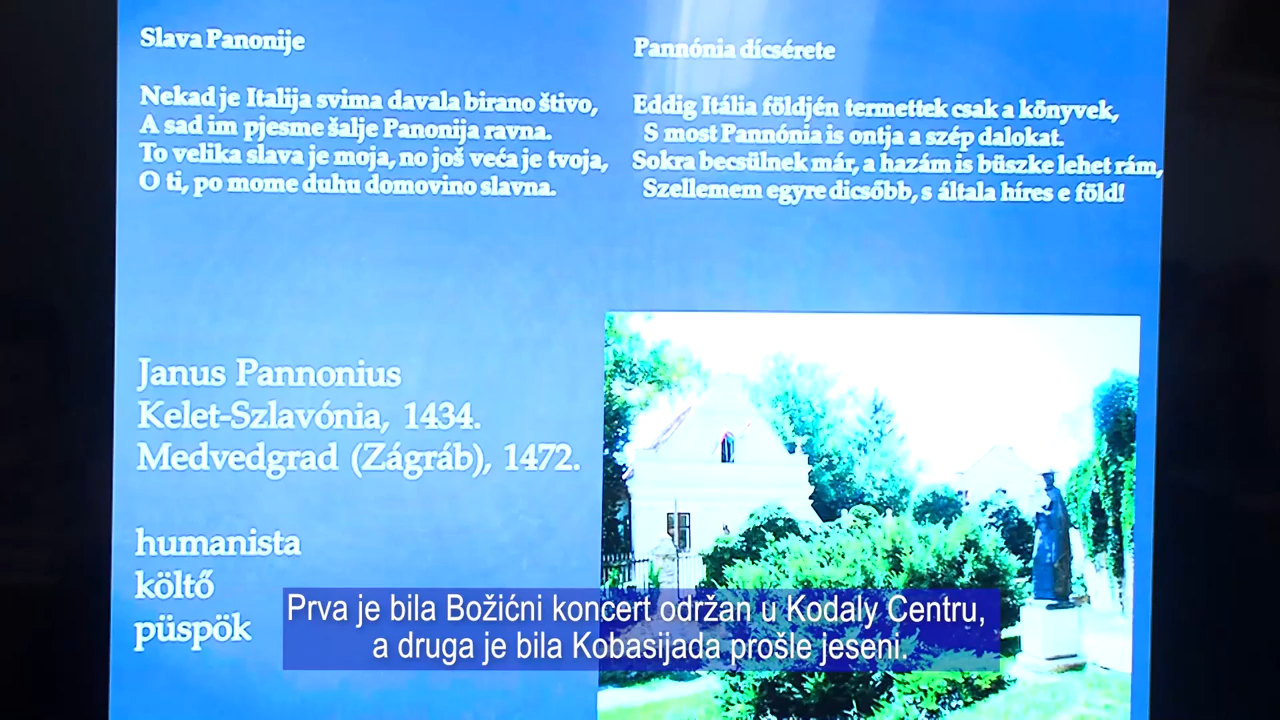 Slava Panonije
Nekad je Italija svima davala birano štivo,
A sad im pjesme šalje Panonija ravna.
To velika slava je moja, no još veća je tvoja,
O ti, po mome duhu domovino slavna.
Pannónia dícsérete
Eddig Itália földjén termettek csak a kőnyvek,
S most Pannónia is ontja a szép dalokat.
Sokra becsülnek már, a hazám is büszke lehet rám,
Szellemem egyre dicsőbb, s általa híres e föld!
Janus Pannonius
Kelet-Szlavónia, 1434.
Medvedgrad (Zágráb), 1472.
humanista
költő
püspök
Prva je bila Božićni koncert održan u Kodaly Centru,
a druga je bila Kobasijada prošle jeseni.